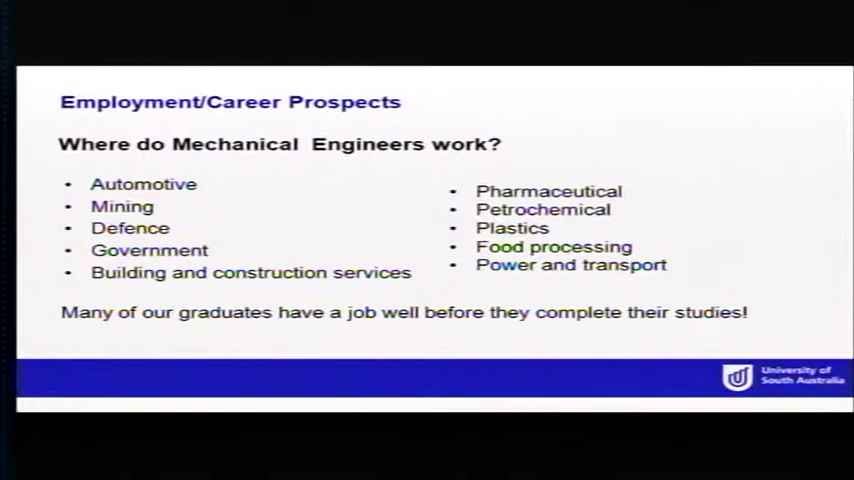 Employment/Career Prospects
Where do Mechanical Engineers work?
• Automotive
• Mining
• Defence
• Government
• Building and construction services
• Pharmaceutical
• Petrochemical
• Plastics
• Food processing
• Power and transport
Many of our graduates have a job well before they complete their studies!
University of
South Australia